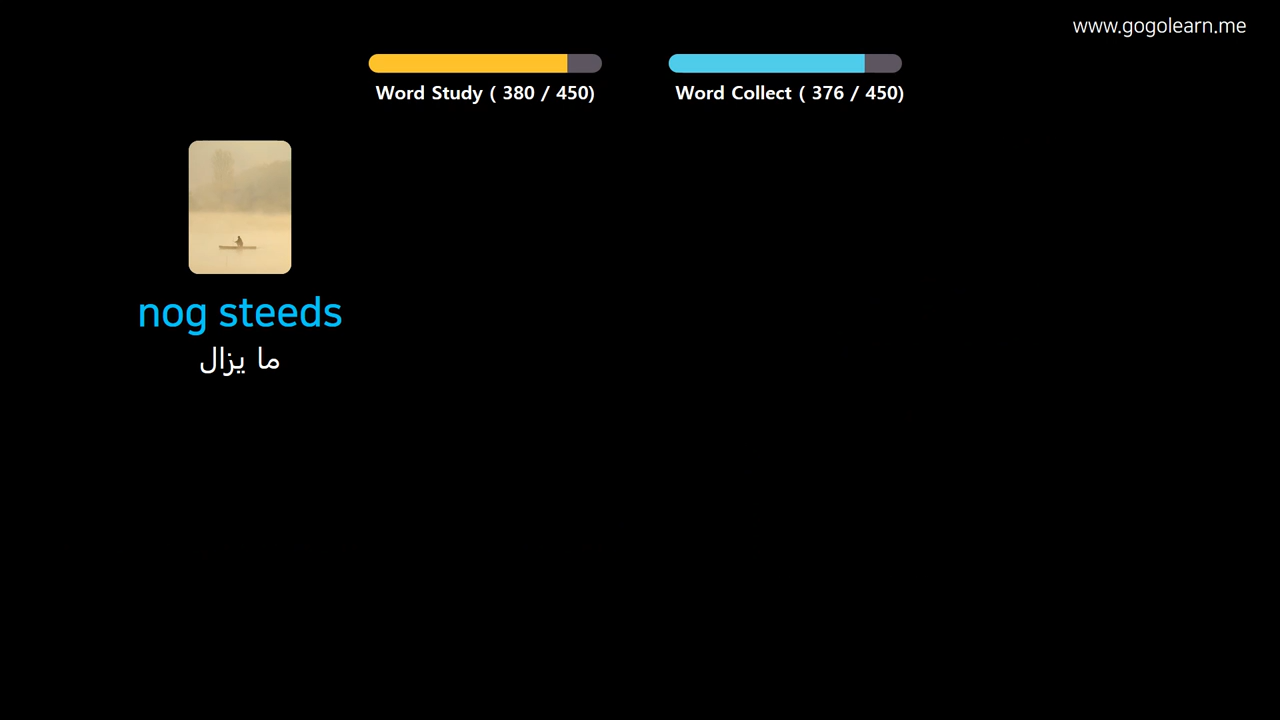 www.gogolearn.me
Word Study ( 380 / 450)
Word Collect ( 376 / 450)
nog steeds
ما يزال